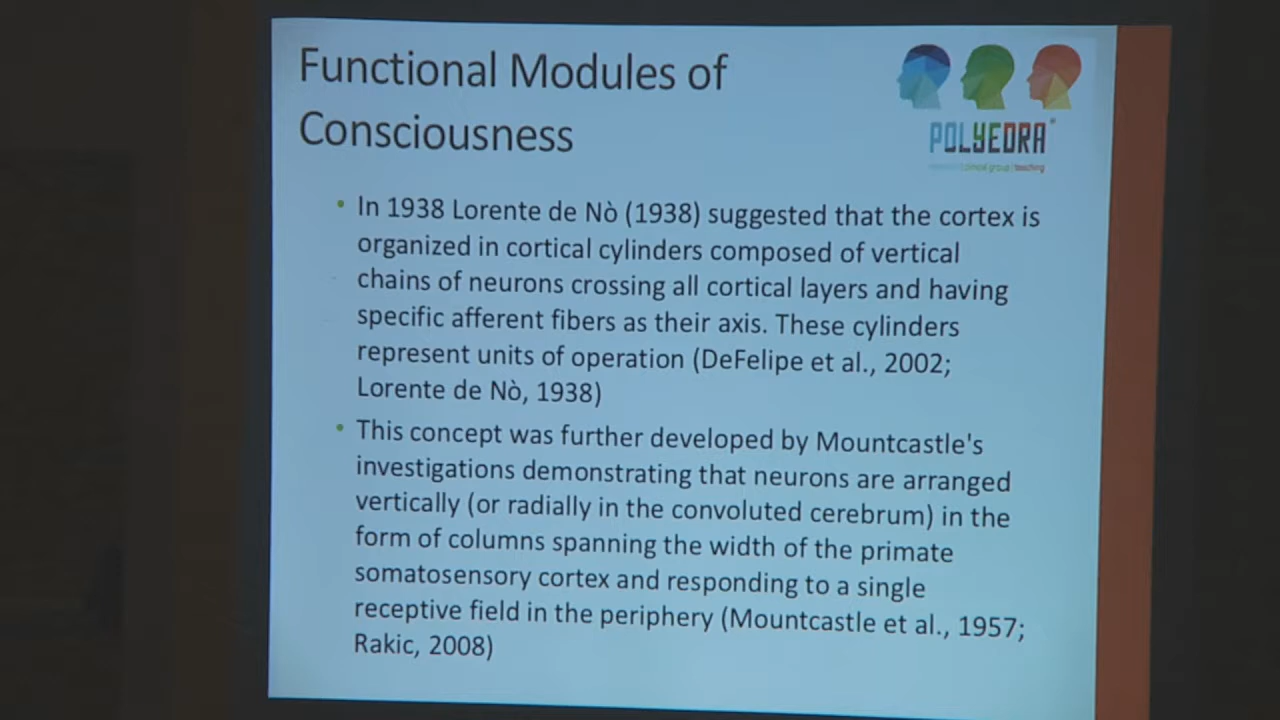 Functional Modules of
Consciousness
POLYEDRA
clinical group | teaching
• In 1938 Lorente de Nò (1938) suggested that the cortex is
organized in cortical cylinders composed of vertical
chains of neurons crossing all cortical layers and having
specific afferent fibers as their axis. These cylinders
represent units of operation (DeFelipe et al., 2002;
Lorente de Nò, 1938)
• This concept was further developed by Mountcastle's
investigations demonstrating that neurons are arranged
vertically (or radially in the convoluted cerebrum) in the
form of columns spanning the width of the primate
somatosensory cortex and responding to a single
receptive field in the periphery (Mountcastle et al., 1957;
Rakic, 2008)